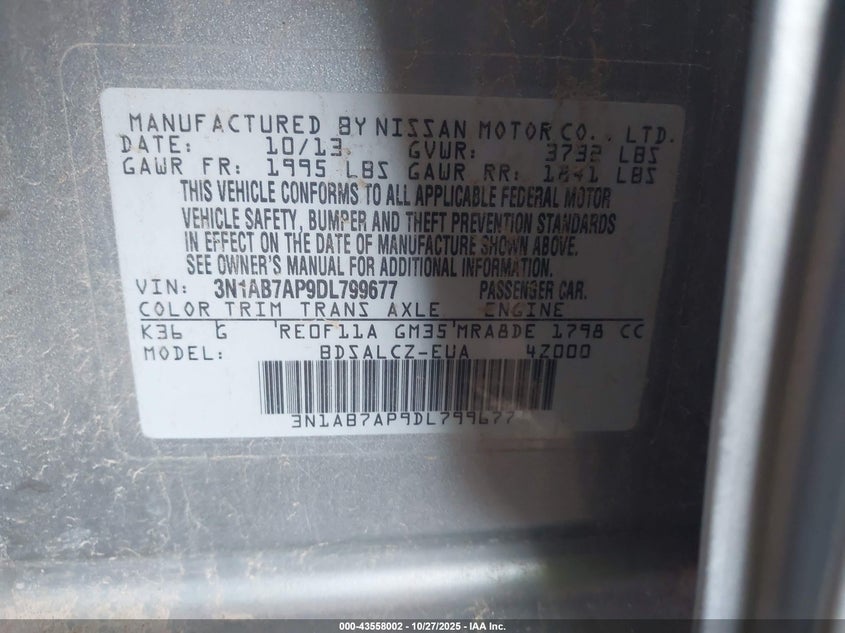 MANUFACTURED BY NISSAN MOTOR CO., LTD.
DATE: 10/13 GVWR: 3732 LBS
GAWR FR: 1995 LBS GAWR RR: 1841 LBS
THIS VEHICLE CONFORMS TO ALL APPLICABLE FEDERAL MOTOR
VEHICLE SAFETY, BUMPER AND THEFT PREVENTION STANDARDS
IN EFFECT ON THE DATE OF MANUFACTURE SHOWN ABOVE.
SEE OWNER'S MANUAL FOR ADDITIONAL INFORMATION.
VIN: 3N1AB7AP9DL799677 PASSENGER CAR.
COLOR TRIM TRANS AXLE ENGINE
K36 G RE0F11A GM35 MRA8DE 1798 CC
MODEL: BDSALCZ-EUA 4Z000
3N1AB7AP9DL799677
000-43558002 - 10/27/2025 - IAA Inc.